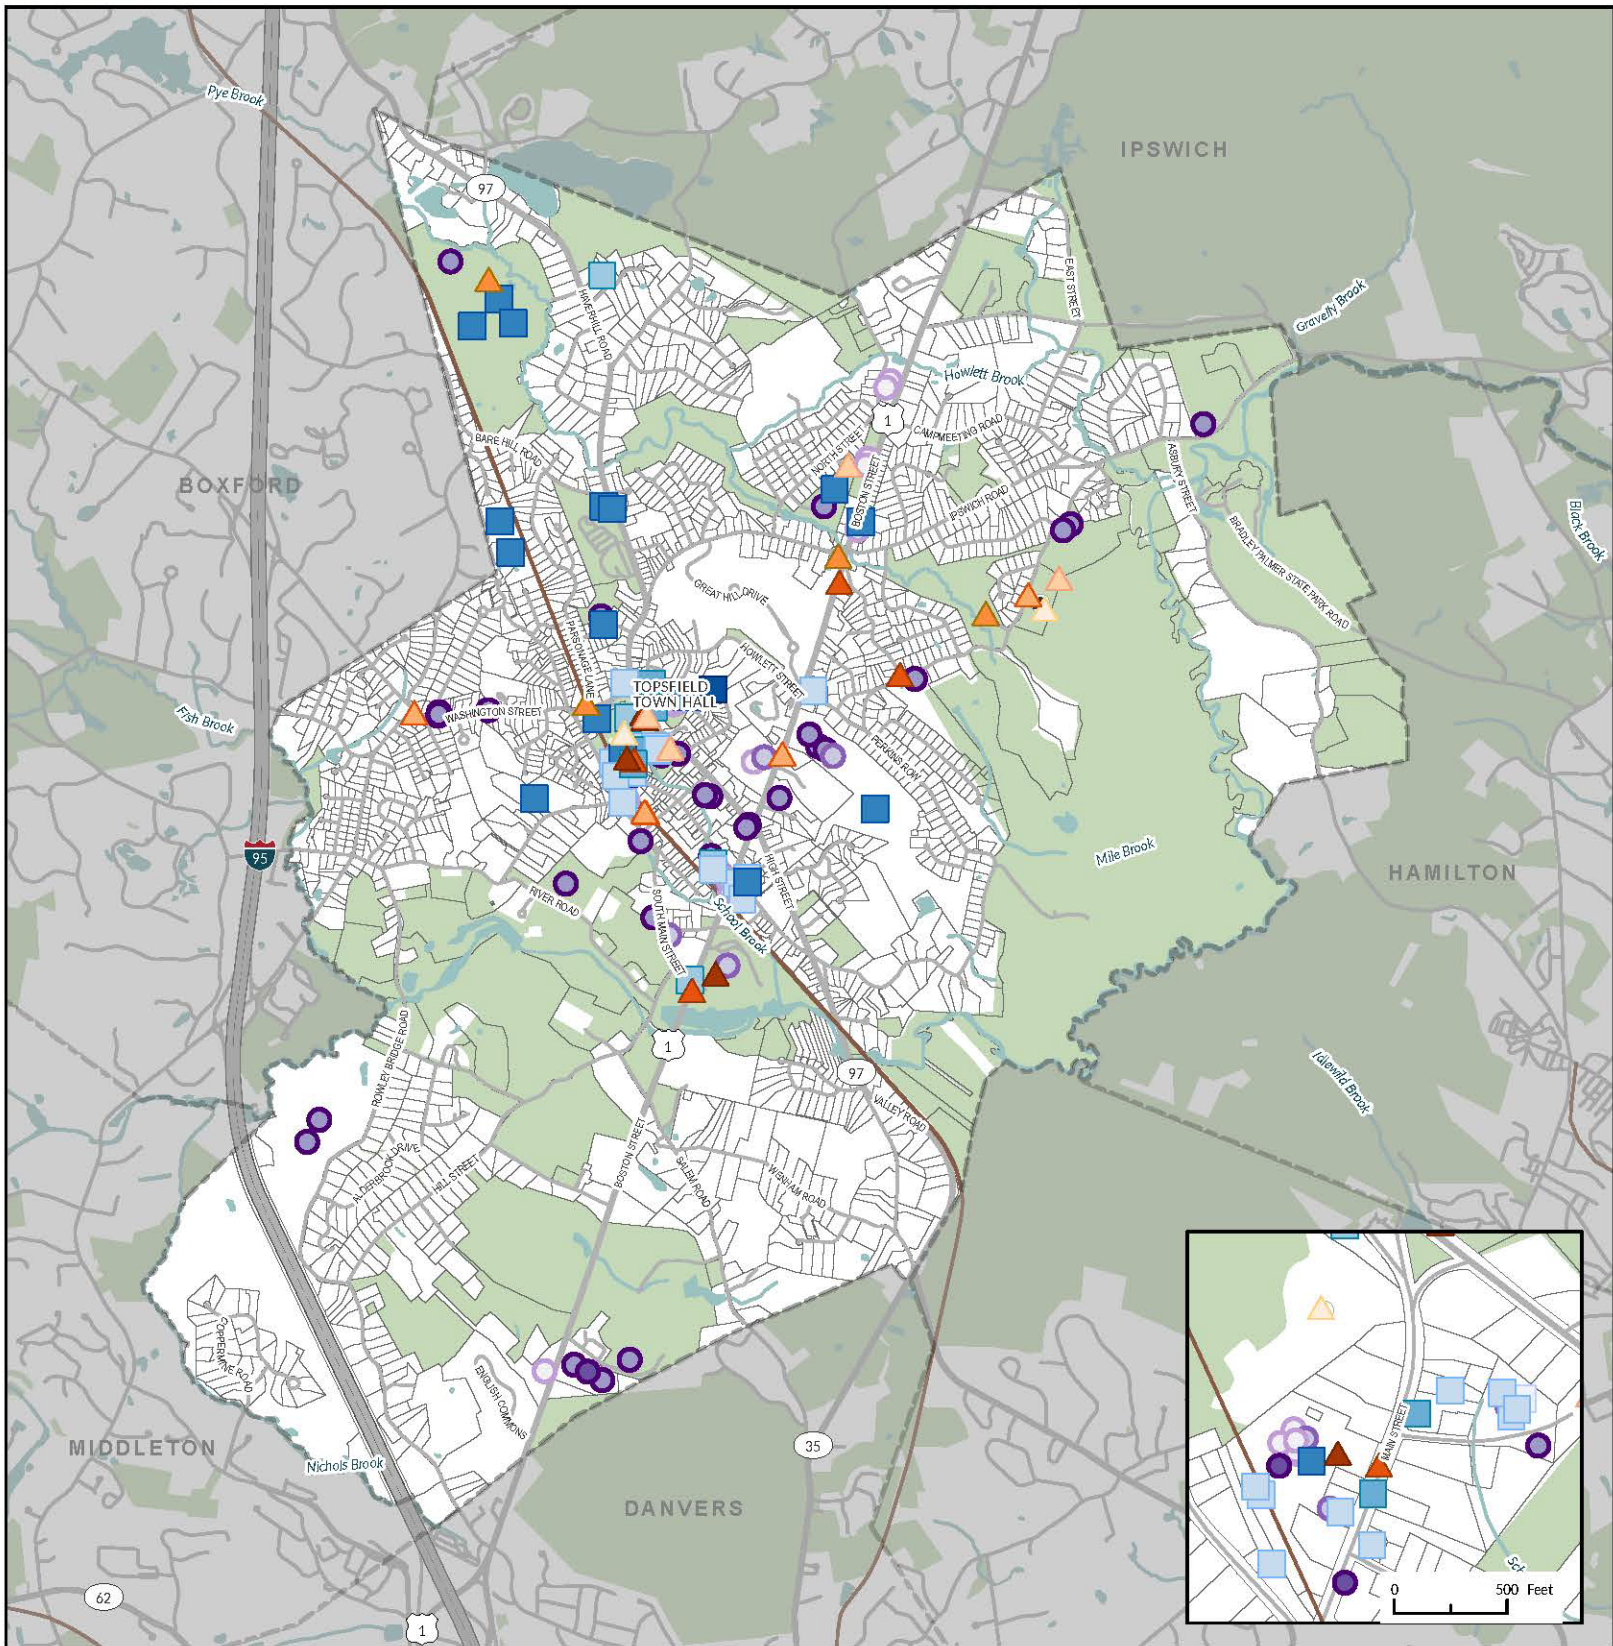 Pye Brook
IPSWICH
97
EAST STREET
HAVERHILL ROAD
Gravelly Brook
Howlett Brook
1
CAMPMEETING ROAD
NORTH STREET
BARE HILL ROAD
ASBURY STREET
BOXFORD
BOSTON STREET
IPSWICH ROAD
Black Brook
BRADLEY PALMER STATE PARK ROAD
GREAT HILL DRIVE
PARSONAGE LANE
HOWLETT STREET
TOPSFIELD
TOWN HALL
Fish Brook
WASHINGTON STREET
PERKINS ROW
95
Mile Brook
HAMILTON
HIGH STREET
RIVER ROAD
SOUTH MAIN STREET
School Brook
1
ROWLEY BRIDGE ROAD
97
Idlewild Brook
VALLEY ROAD
BOSTON STREET
ALDERBROOK DRIVE
HILL STREET
SALEM ROAD
WENHAM ROAD
COPPERMINE ROAD
ENGLISH COMMONS
MAIN STREET
MIDDLETON
35
Nichols Brook
DANVERS
Sch
0 500 Feet
62
1